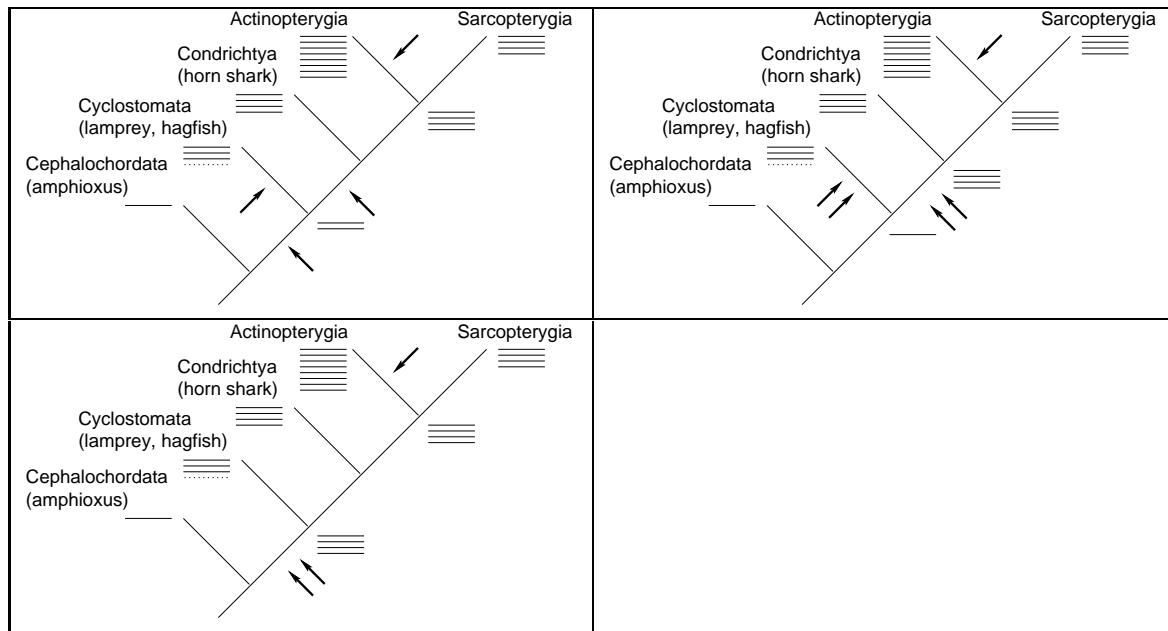 Actinopterygia
Sarcopterygia
Condrichtya
(horn shark)
Cyclostomata
(lamprey, hagfish)
Cephalochordata
(amphioxus)
Actinopterygia
Sarcopterygia
Condrichtya
(horn shark)
Cyclostomata
(lamprey, hagfish)
Cephalochordata
(amphioxus)
Actinopterygia
Sarcopterygia
Condrichtya
(horn shark)
Cyclostomata
(lamprey, hagfish)
Cephalochordata
(amphioxus)